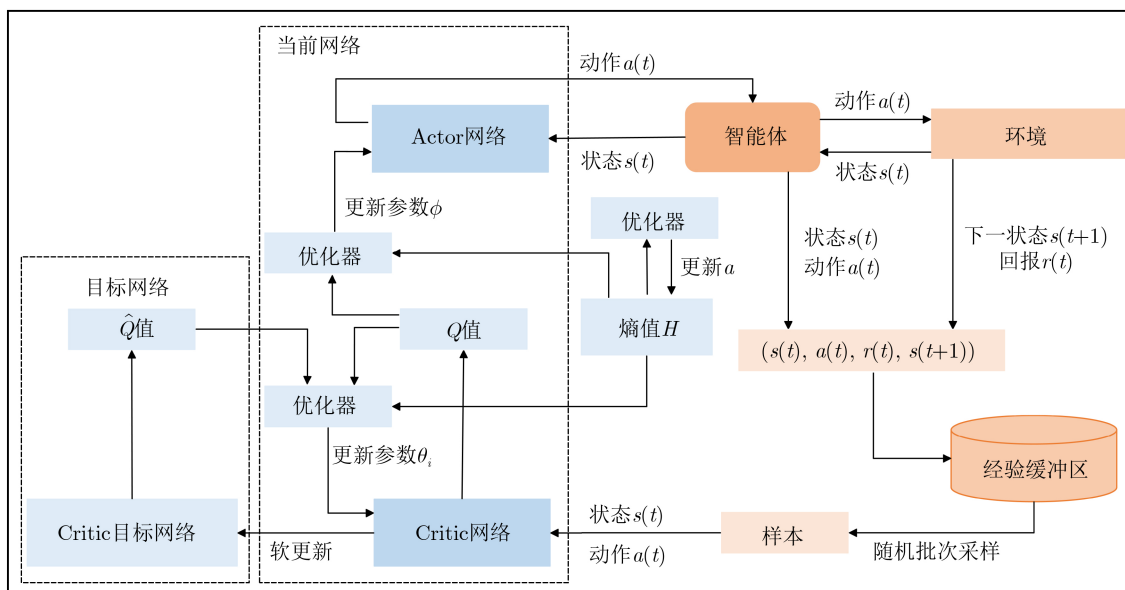 当前网络
动作a(t)
Actor网络
智能体
动作a(t)
环境
状态s(t)
状态s(t)
更新参数ϕ
优化器
优化器
更新a
状态s(t)
动作a(t)
下一状态s(t+1)
回报r(t)
目标网络
Q̂值
Q值
熵值H
(s(t), a(t), r(t), s(t+1))
优化器
更新参数θᵢ
经验缓冲区
Critic目标网络
软更新
Critic网络
状态s(t)
动作a(t)
样本
随机批次采样